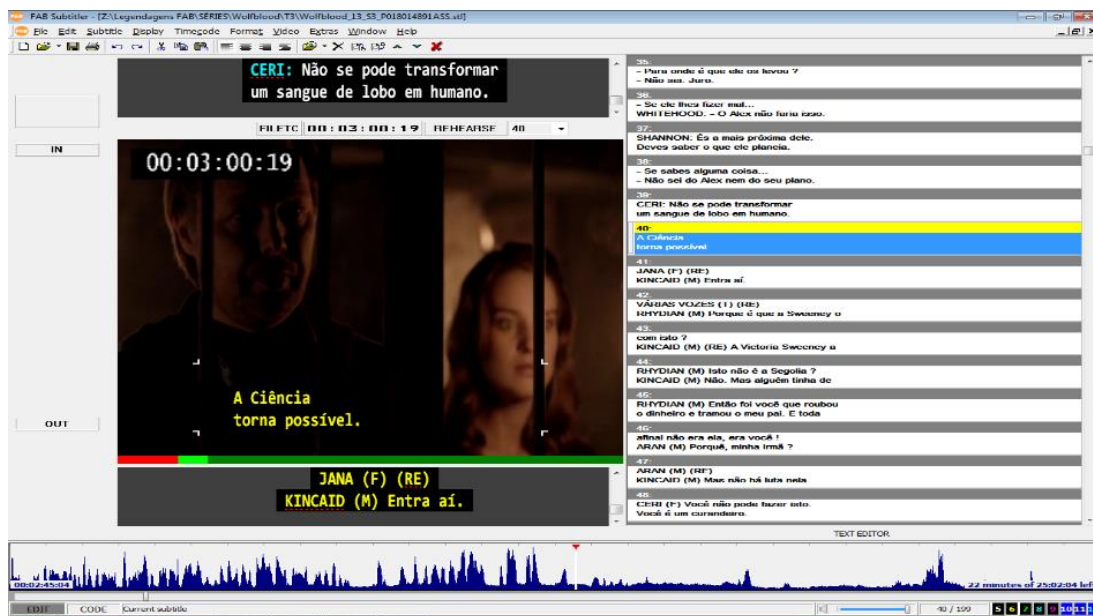 FAB Subtitler - [Z:\Legendagens FAB\SÉRIES\Wolfblood\T3\Wolfblood_13_S3_P018014891ASS.stl]
File Edit Subtitle Display Timecode Format Video Extras Window Help
CERI: Não se pode transformar
um sangue de lobo em humano.
FILETC 00:03:00:19 REHEARSE 40
IN
00:03:00:19
A Ciência
torna possível.
OUT
JANA (F) (RE)
KINCAID (M) Entra aí.
35:
- Para onde é que ele os levou ?
- Não sei. Juro.
36:
- Se ele lhes fizer mal...
WHITEHOOD. - O Alex não faria isso.
37:
SHANNON: És a mais próxima dele.
Deves saber o que ele planeia.
38:
- Se sabes alguma coisa...
- Não sei do Alex nem do seu plano.
39:
CERI: Não se pode transformar
um sangue de lobo em humano.
40:
A Ciência
torna possível.
41:
JANA (F) (RE)
KINCAID (M) Entra aí.
42:
VÁRIAS VOZES (T) (RE)
RHYDIAN (M) Porque é que a Sweeney o
43:
com isto ?
KINCAID (M) (RE) A Victoria Sweeney a
44:
RHYDIAN (M) Isto não é a Segolia ?
KINCAID (M) Não. Mas alguém tinha de
45:
RHYDIAN (M) Então foi você que roubou
o dinheiro e tramou o meu pai. E toda
46:
afinal não era ela, era você !
ARAN (M) Porquê, minha irmã ?
47:
ARAN (M) (RE)
KINCAID (M) Mas não há luta nela
48:
CERI (F) Você não pode fazer isto.
Você é um curandeiro.
TEXT EDITOR
00:02:45:04
22 minutes of 25:02:04 left
EDIT CODE Current subtitle 40 / 199 5 6 7 8 9 10 11